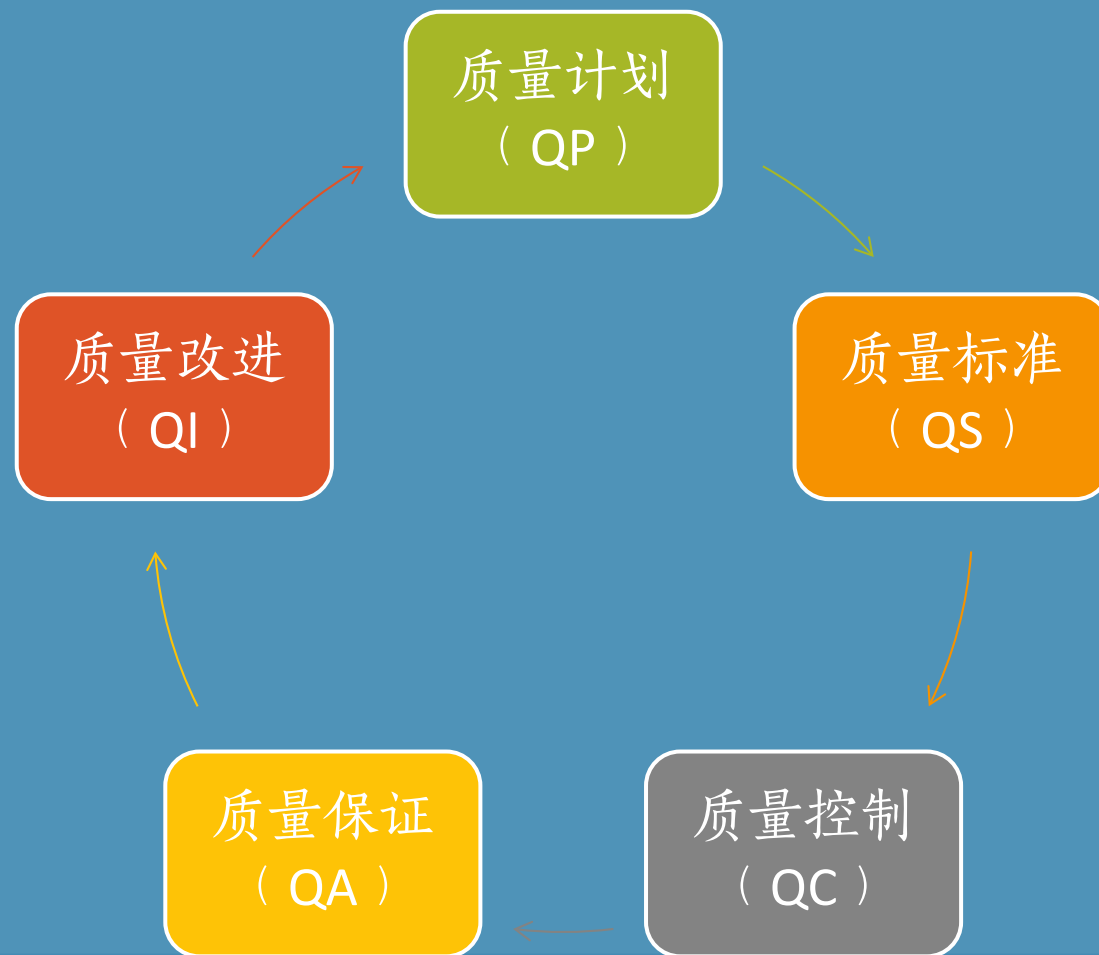 质量计划
（ QP ）
质量标准
（ QS ）
质量控制
（ QC ）
质量保证
（ QA ）
质量改进
（ QI ）